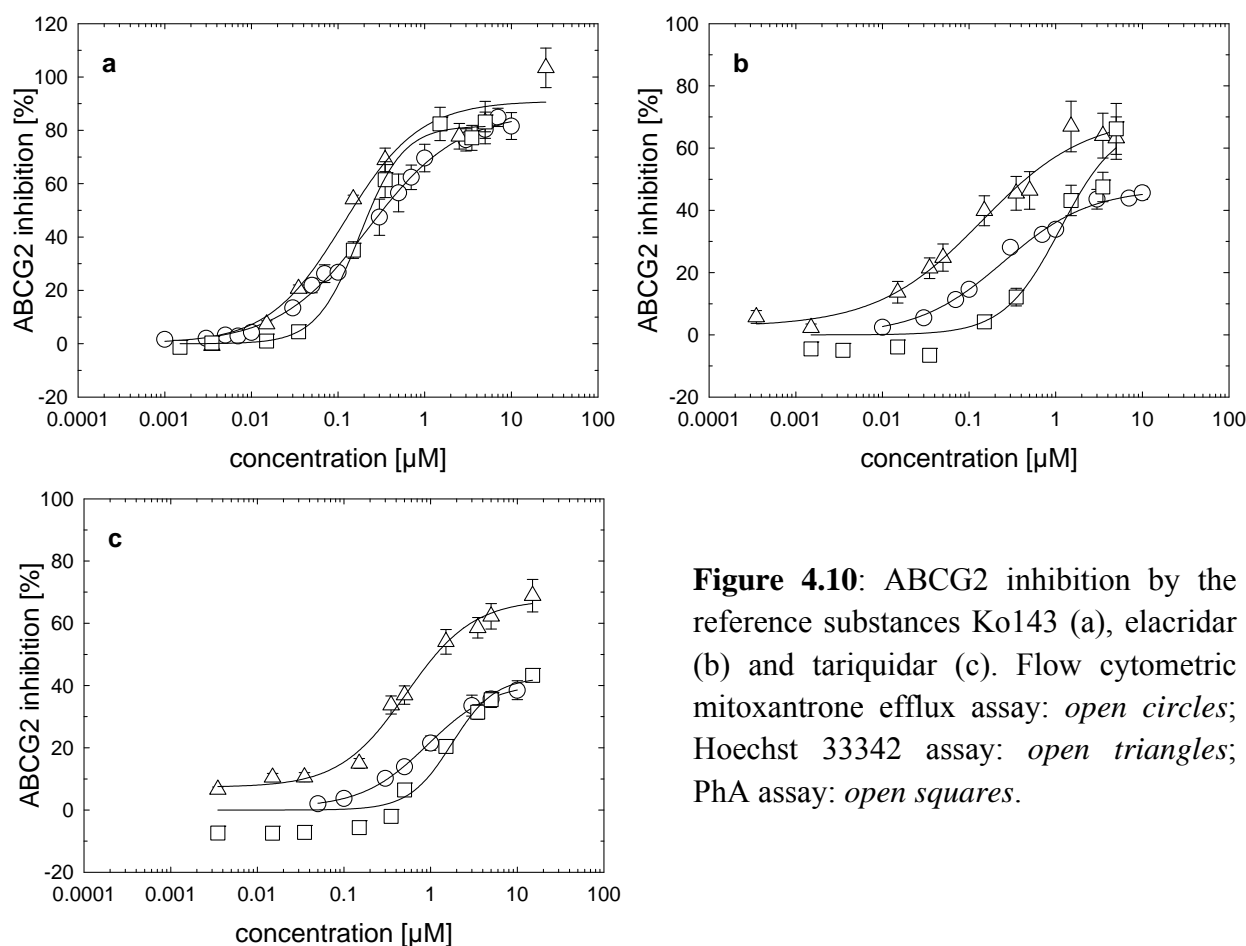 120
100
80
60
40
20
0
-20
ABCG2 inhibition [%]
a
0.0001 0.001 0.01 0.1 1 10 100
concentration [µM]
100
80
60
40
20
0
-20
ABCG2 inhibition [%]
b
0.0001 0.001 0.01 0.1 1 10 100
concentration [µM]
100
80
60
40
20
0
-20
ABCG2 inhibition [%]
c
0.0001 0.001 0.01 0.1 1 10 100
concentration [µM]
Figure 4.10: ABCG2 inhibition by the
reference substances Ko143 (a), elacridar
(b) and tariquidar (c). Flow cytometric
mitoxantrone efflux assay: open circles;
Hoechst 33342 assay: open triangles;
PhA assay: open squares.